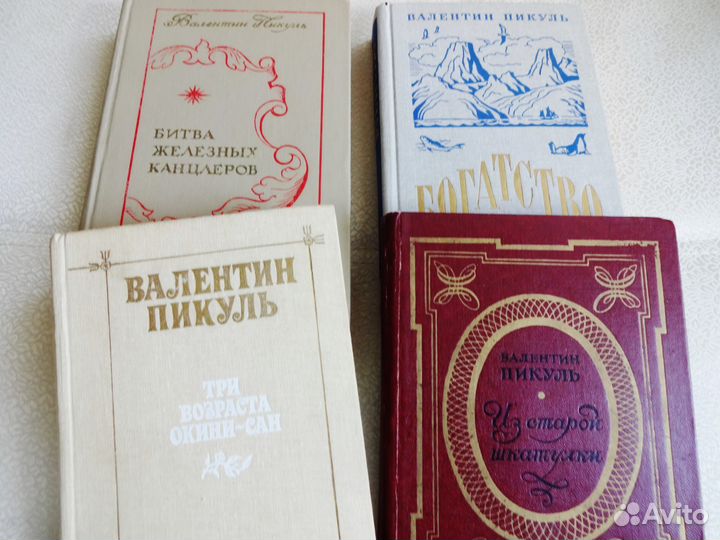 Валентин Пикуль
БИТВА
ЖЕЛЕЗНЫХ
КАНЦЛЕРОВ
ВАЛЕНТИН ПИКУЛЬ
БОГАТСТВО
ВАЛЕНТИН
ПИКУЛЬ
ТРИ
ВОЗРАСТА
ОКИНИ-САН
ВАЛЕНТИН
ПИКУЛЬ
Из старой
шкатулки
Avito